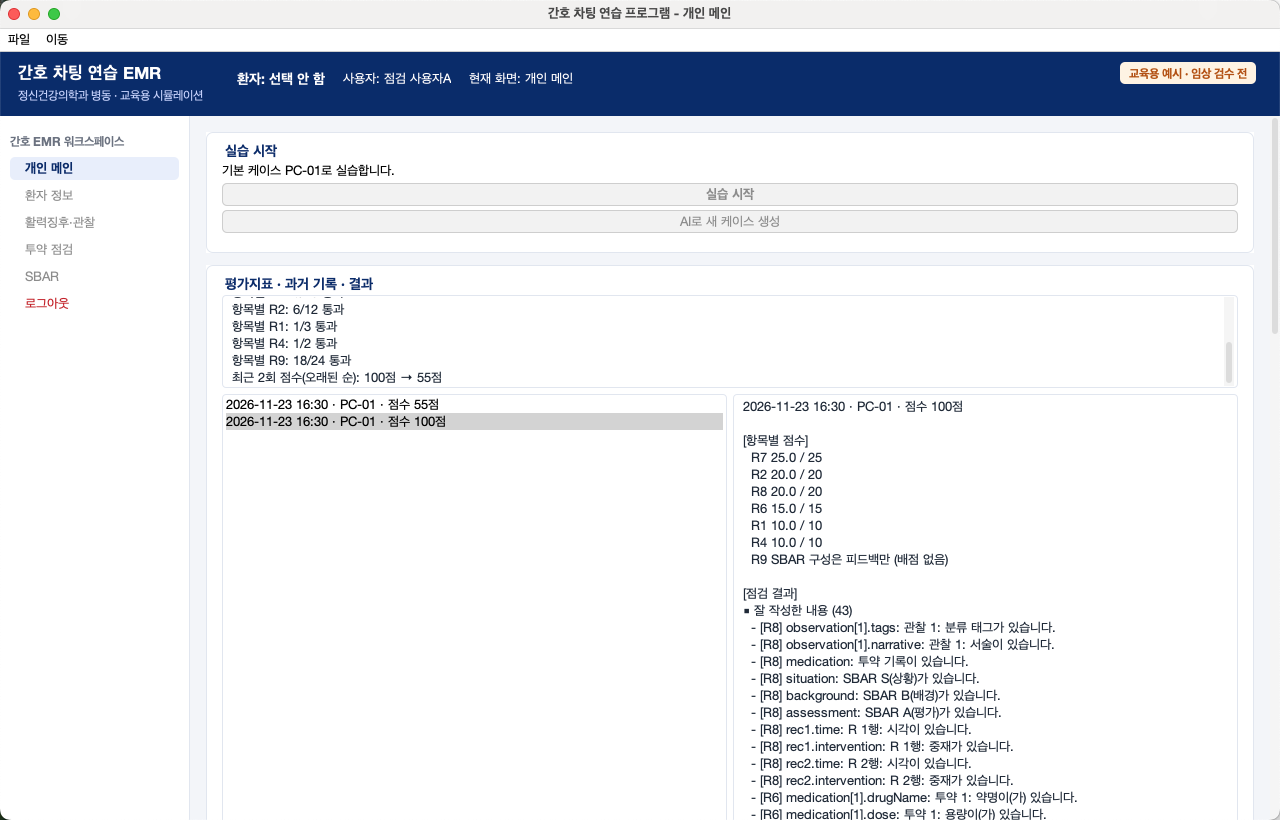 간호 차팅 연습 프로그램 - 개인 메인
파일 이동
간호 차팅 연습 EMR
정신건강의학과 병동 · 교육용 시뮬레이션
환자: 선택 안 함 사용자: 점검 사용자A 현재 화면: 개인 메인
교육용 예시 · 임상 검수 전
간호 EMR 워크스페이스
개인 메인
환자 정보
활력징후·관찰
투약 점검
SBAR
로그아웃
실습 시작
기본 케이스 PC-01로 실습합니다.
실습 시작
AI로 새 케이스 생성
평가지표 · 과거 기록 · 결과
항목별 R2: 6/12 통과
항목별 R1: 1/3 통과
항목별 R4: 1/2 통과
항목별 R9: 18/24 통과
최근 2회 점수(오래된 순): 100점 → 55점
2026-11-23 16:30 · PC-01 · 점수 55점
2026-11-23 16:30 · PC-01 · 점수 100점
2026-11-23 16:30 · PC-01 · 점수 100점
[항목별 점수]
R7 25.0 / 25
R2 20.0 / 20
R8 20.0 / 20
R6 15.0 / 15
R1 10.0 / 10
R4 10.0 / 10
R9 SBAR 구성은 피드백만 (배점 없음)
[점검 결과]
▪ 잘 작성한 내용 (43)
- [R8] observation[1].tags: 관찰 1: 분류 태그가 있습니다.
- [R8] observation[1].narrative: 관찰 1: 서술이 있습니다.
- [R8] medication: 투약 기록이 있습니다.
- [R8] situation: SBAR S(상황)가 있습니다.
- [R8] background: SBAR B(배경)가 있습니다.
- [R8] assessment: SBAR A(평가)가 있습니다.
- [R8] rec1.time: R 1행: 시각이 있습니다.
- [R8] rec1.intervention: R 1행: 중재가 있습니다.
- [R8] rec2.time: R 2행: 시각이 있습니다.
- [R8] rec2.intervention: R 2행: 중재가 있습니다.
- [R6] medication[1].drugName: 투약 1: 약명이(가) 있습니다.
- [R6] medication[1].dose: 투약 1: 용량이(가) 있습니다.